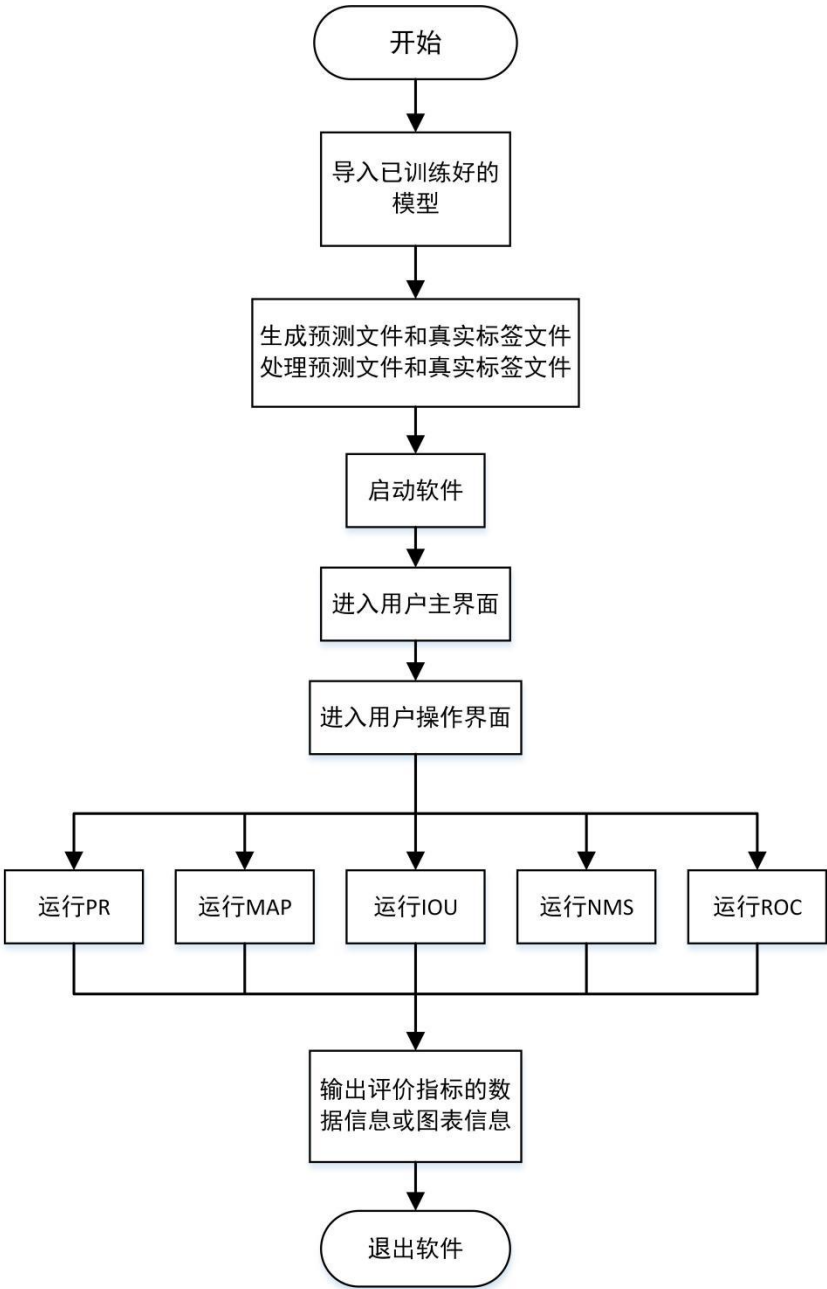 开始
导入已训练好的
模型
生成预测文件和真实标签文件
处理预测文件和真实标签文件
启动软件
进入用户主界面
进入用户操作界面
运行PR
运行MAP
运行IOU
运行NMS
运行ROC
输出评价指标的数
据信息或图表信息
退出软件